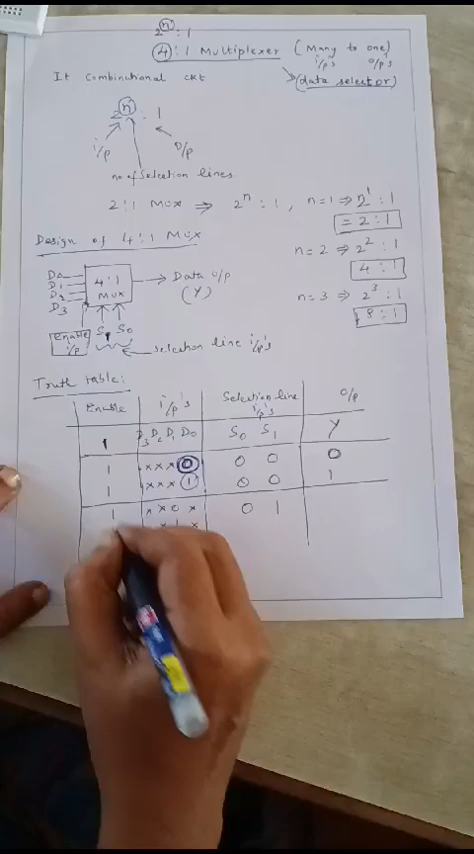 2ⁿ : 1
4 : 1 Multiplexer (Many to one)
i/p's o/p's
It Combinctional ckt (data selector)
2ⁿ : 1
i/p o/p
no of selection lines
2:1 Mux ⇒ 2ⁿ : 1 , n=1 ⇒ 2¹ : 1
= 2 : 1
Design of 4:1 Mux
n = 2 ⇒ 2² : 1
4 : 1
n = 3 ⇒ 2³ : 1
8 : 1
D0
D1
D2
D3
4:1
MUX
Data o/p
(Y)
Enable
i/p
S1 S0
selection line i/p's
Truth table:
Enable i/p's Selection line i/p's o/p
1 D3 D2 D1 D0 S0 S1 Y
1 x x x 0 0 0 0
1 x x x 1 0 0 1
1 x x 0 x 0 1
x 1 x